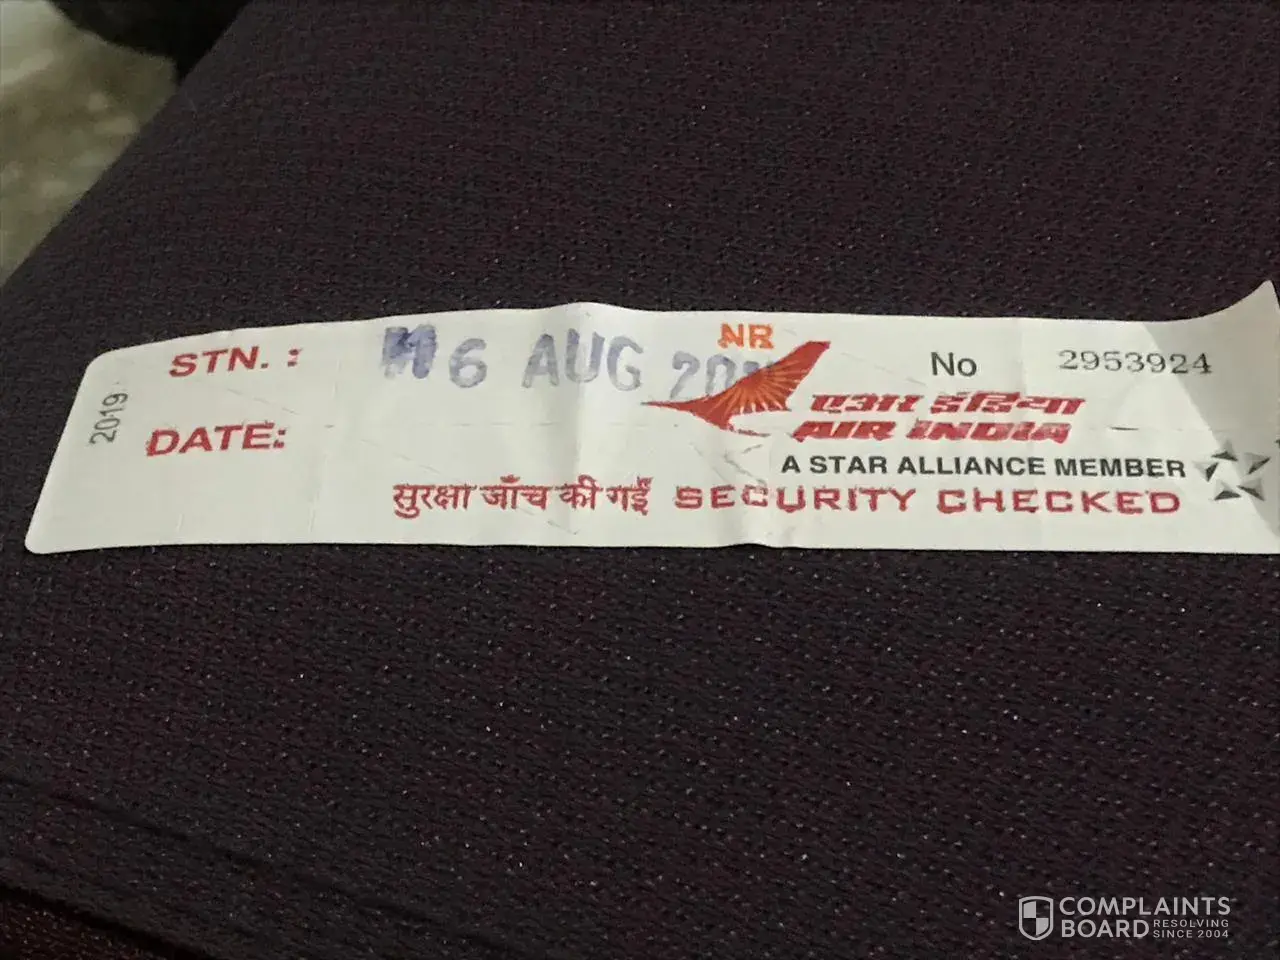 NR
STN. : 6 AUG
No 2953924
2019
DATE:
एअर इंडिया
AIR INDIA
A STAR ALLIANCE MEMBER
सुरक्षा जाँच की गई SECURITY CHECKED
COMPLAINTS
BOARD RESOLVING
SINCE 2004